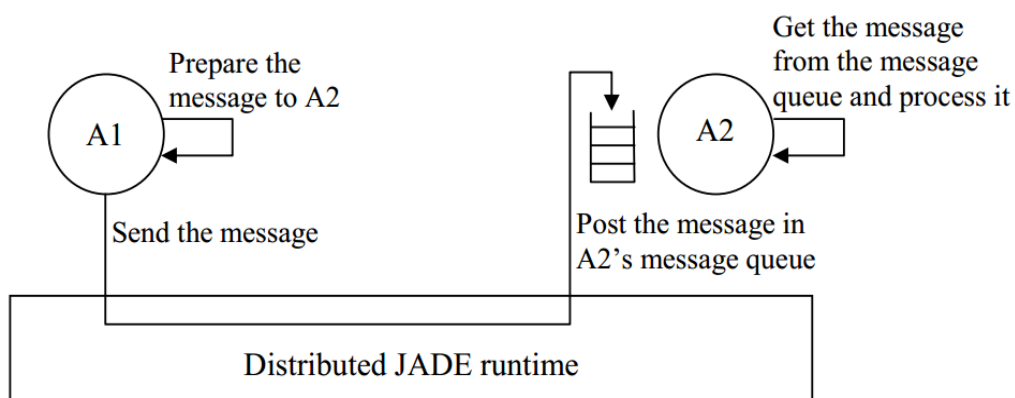 Prepare the
message to A2
A1
Send the message
Get the message
from the message
queue and process it
A2
Post the message in
A2’s message queue
Distributed JADE runtime